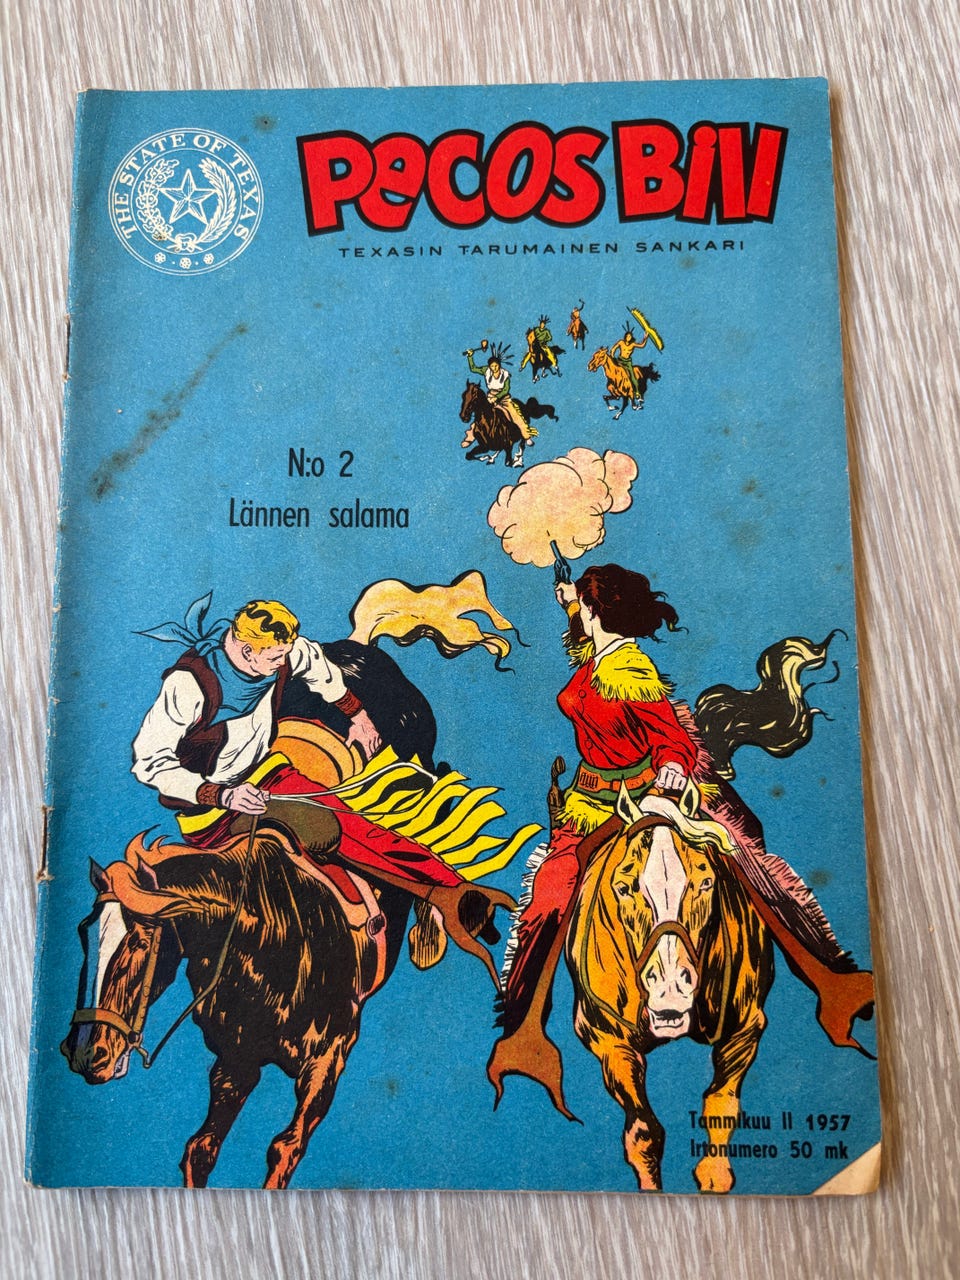 THE STATE OF TEXAS
PECOS BILL
TEXASIN TARUMAINEN SANKARI
N:o 2
Lännen salama
Tammikuu II 1957
Irtonumero 50 mk